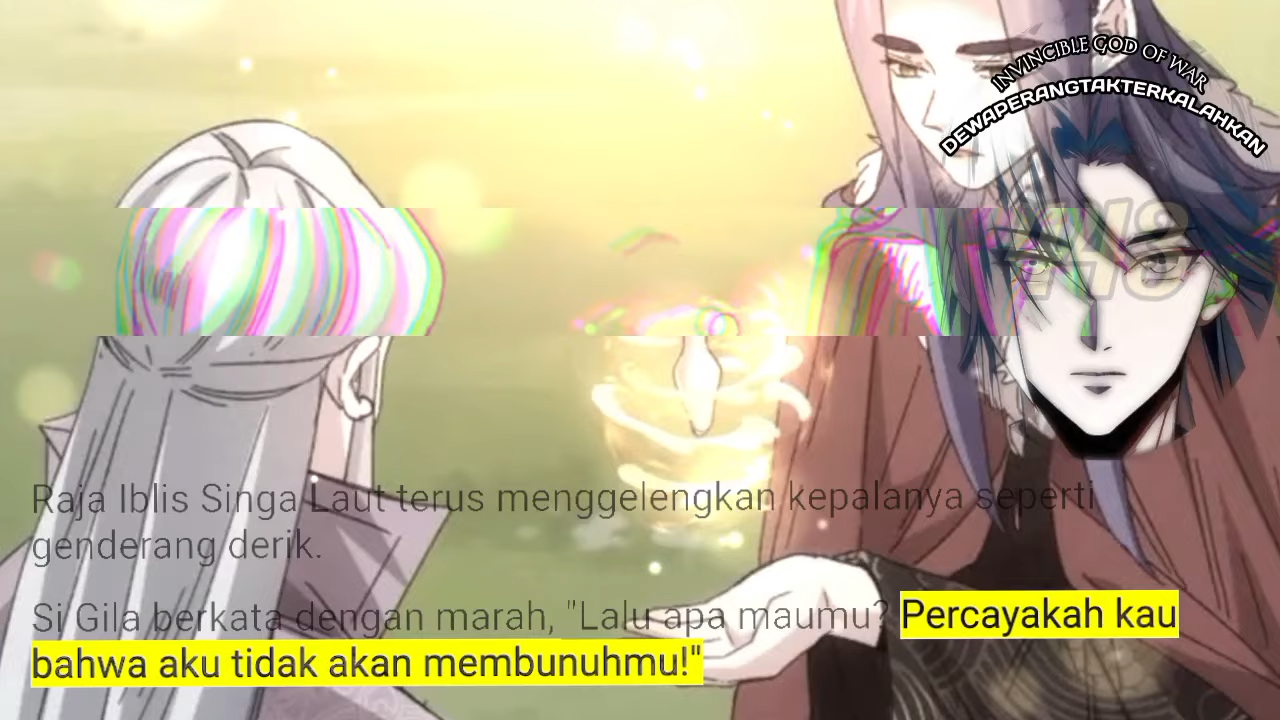 INVINCIBLE GOD OF WAR
DEWAPERANGTAKTERKALAHKAN
Raja Iblis Singa Laut terus menggelengkan kepalanya seperti
genderang derik.
Si Gila berkata dengan marah, "Lalu apa maumu? Percayakah kau
bahwa aku tidak akan membunuhmu!"